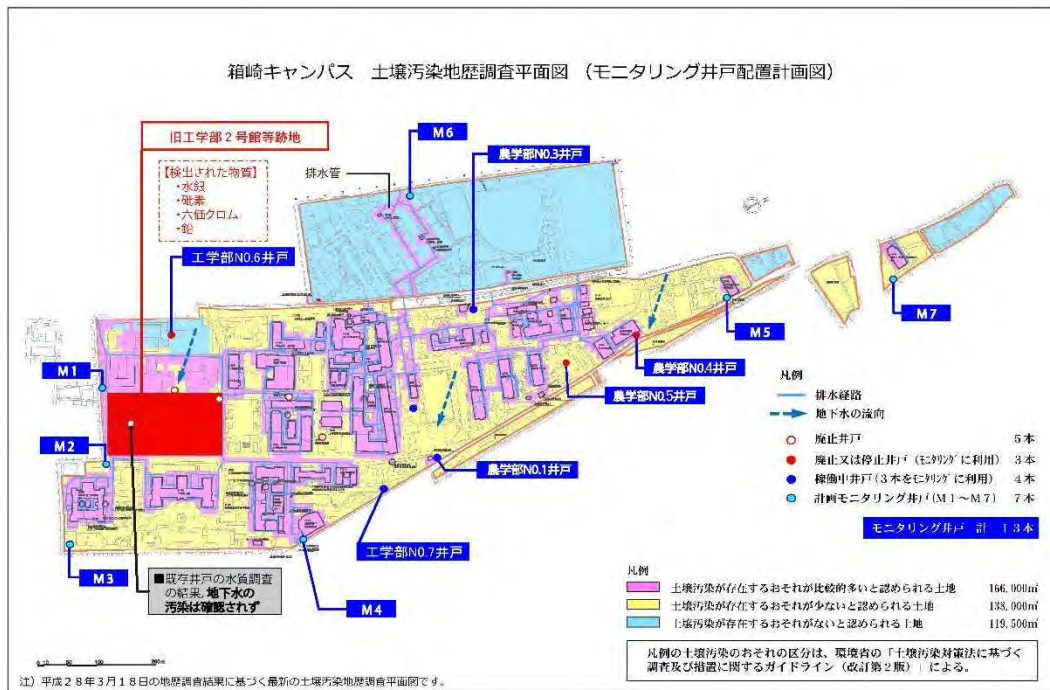 箱崎キャンパス 土壌汚染地歴調査平面図 (モニタリング井戸配置計画図)
M6
旧工学部2号館等跡地
農学部NO.3井戸
【検出された物質】
・水銀
・砒素
・六価クロム
・鉛
排水管
工学部NO.6井戸
M7
M5
M1
農学部NO.4井戸
農学部NO.5井戸
M2
農学部NO.1井戸
工学部NO.7井戸
M3
M4
■既存井戸の水質調査
の結果、地下水の
汚染は確認されず
凡例
排水経路
地下水の流向
廃止井戸 5本
廃止又は停止井戸(モニタリングに利用) 3本
稼働中井戸(3本をモニタリングに利用) 4本
計画モニタリング井戸(M1~M7) 7本
モニタリング井戸 計 13本
凡例
土壌汚染が存在するおそれが比較的多いと認められる土地 166,000㎡
土壌汚染が存在するおそれが少ないと認められる土地 138,000㎡
土壌汚染が存在するおそれがないと認められる土地 119,500㎡
凡例の土壌汚染のおそれの区分は、環境省の「土壌汚染対策法に基づく
調査及び措置に関するガイドライン(改訂第2版)」による。
注)平成28年3月18日の地歴調査結果に基づく最新の土壌汚染地歴調査平面図です。